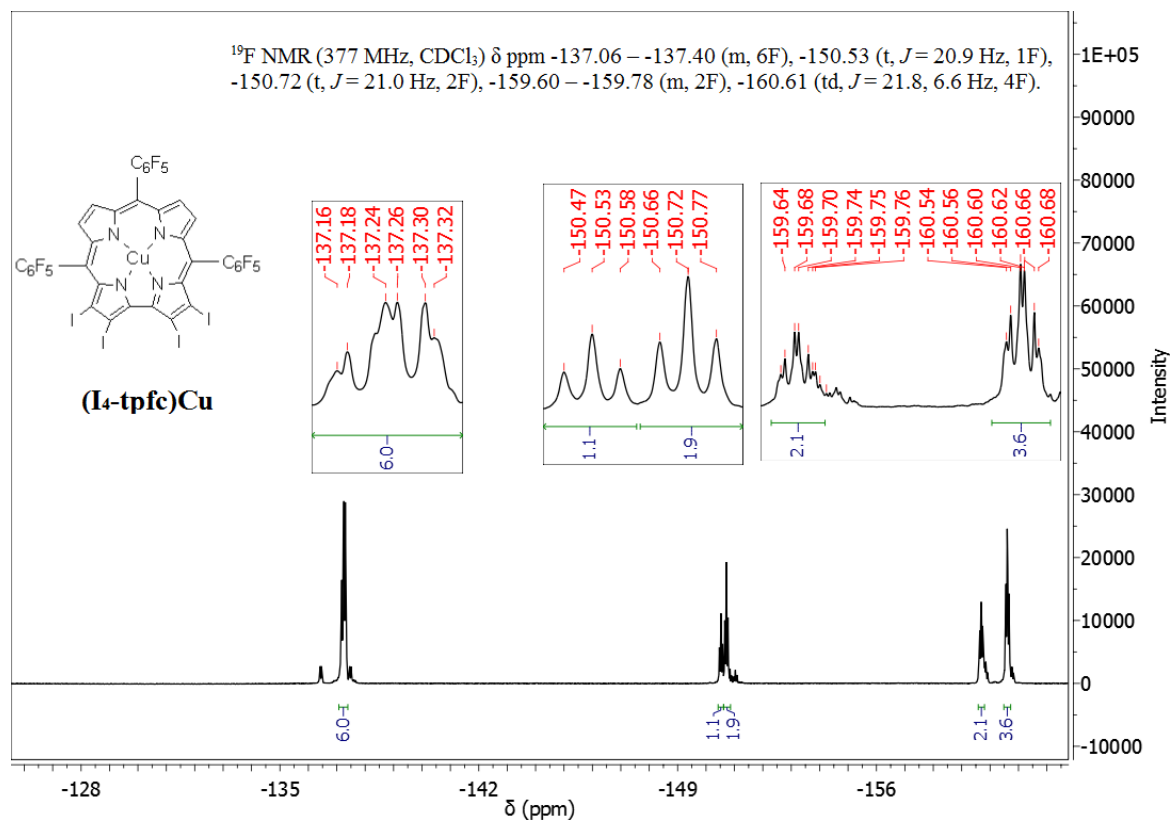 ¹⁹F NMR (377 MHz, CDCl₃) δ ppm -137.06 – -137.40 (m, 6F), -150.53 (t, J = 20.9 Hz, 1F),
-150.72 (t, J = 21.0 Hz, 2F), -159.60 – -159.78 (m, 2F), -160.61 (td, J = 21.8, 6.6 Hz, 4F).
C₆F₅
N
N
Cu
C₆F₅
C₆F₅
N
N
I
I
I
I
(I₄-tpfc)Cu
-137.16
-137.18
-137.24
-137.26
-137.30
-137.32
6.0
-150.47
-150.53
-150.58
-150.66
-150.72
-150.77
1.1
1.9
-159.64
-159.68
-159.70
-159.74
-159.75
-159.76
-160.54
-160.56
-160.60
-160.62
-160.66
-160.68
2.1
3.6
1E+05
90000
80000
70000
60000
50000
40000
30000
20000
10000
0
-10000
Intensity
6.0
1.1
1.9
2.1
3.6
-128
-135
-142
-149
-156
δ (ppm)